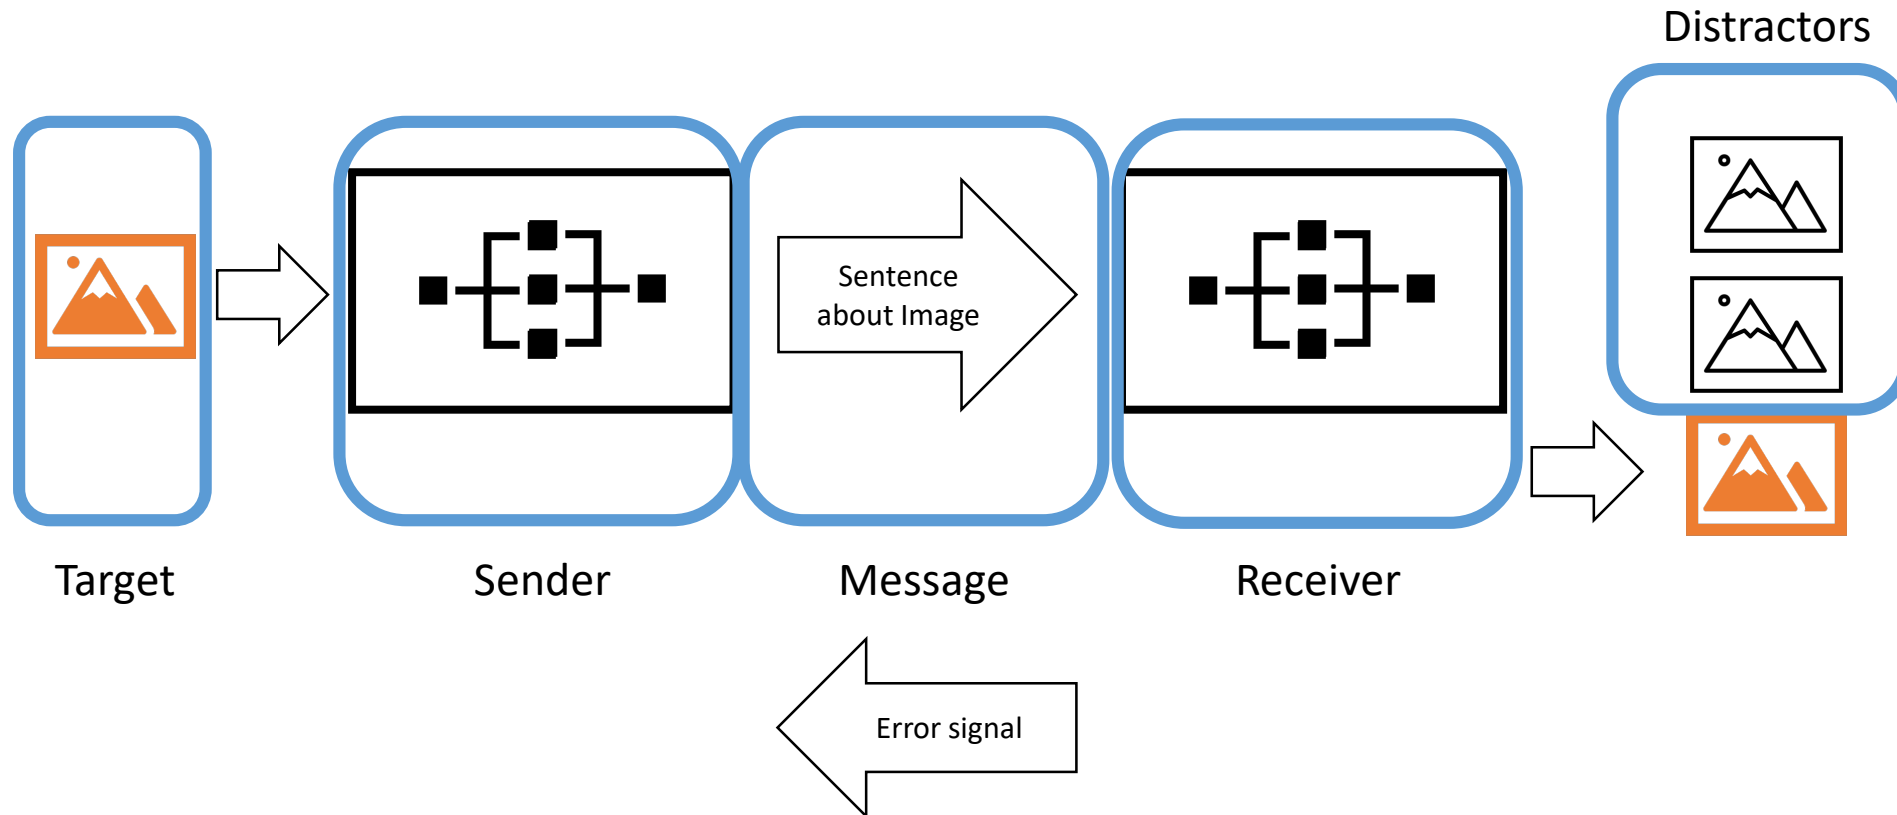 Distractors
Sentence
about Image
Target
Sender
Message
Receiver
Error signal